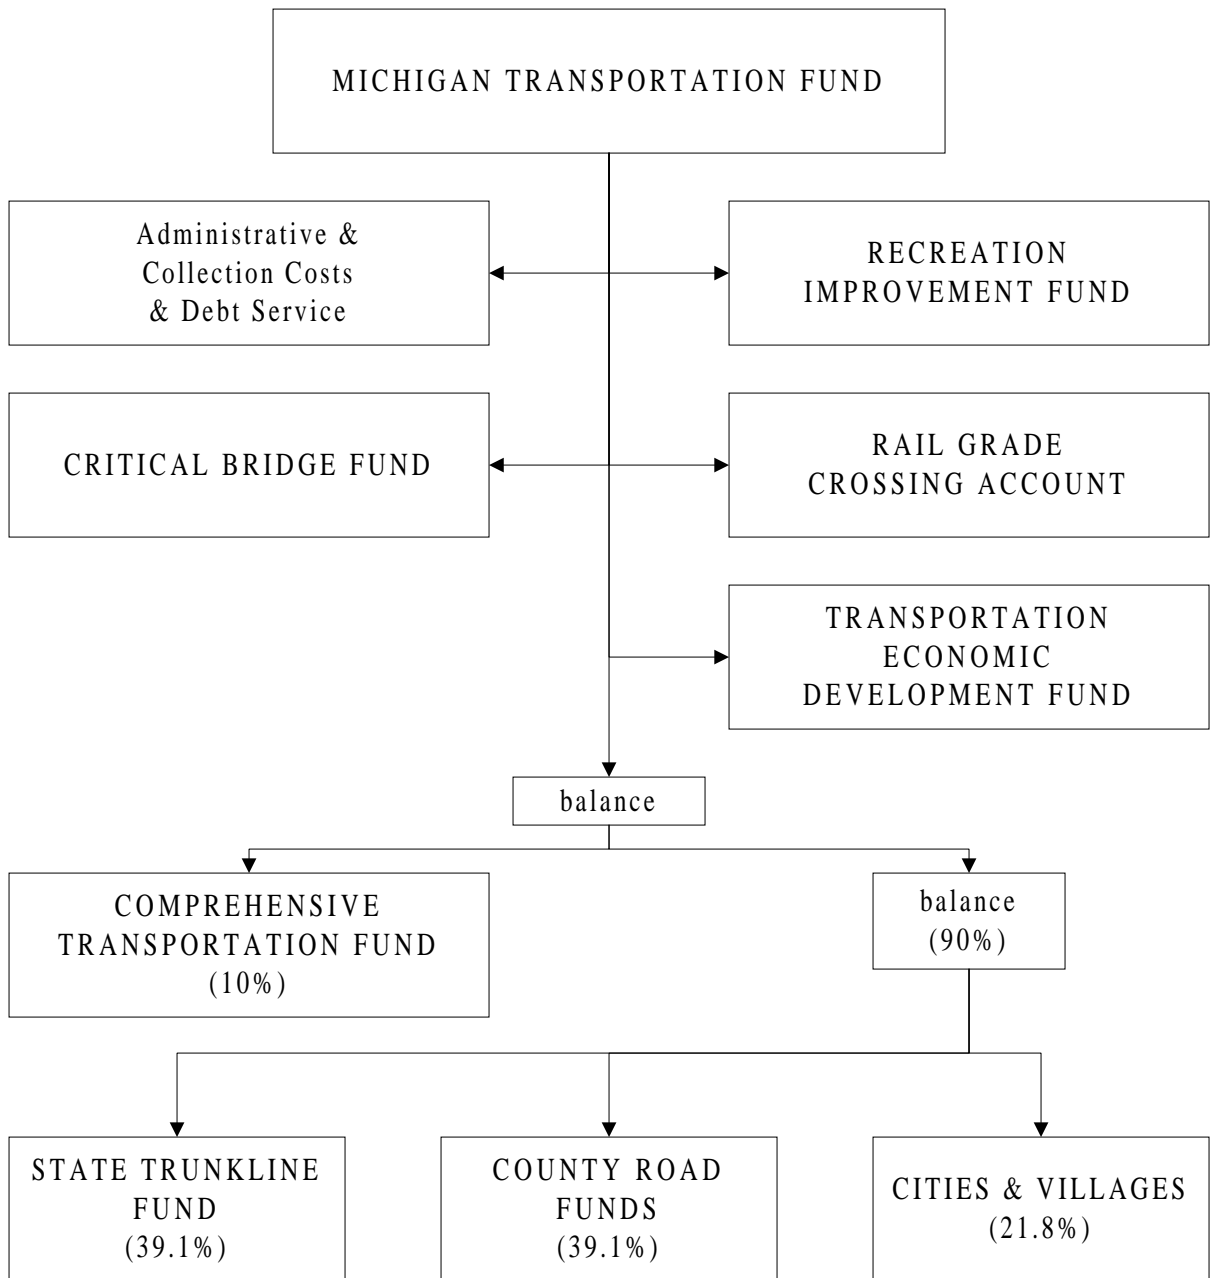 MICHIGAN TRANSPORTATION FUND
Administrative &
Collection Costs
& Debt Service
RECREATION
IMPROVEMENT FUND
CRITICAL BRIDGE FUND
RAIL GRADE
CROSSING ACCOUNT
TRANSPORTATION
ECONOMIC
DEVELOPMENT FUND
balance
COMPREHENSIVE
TRANSPORTATION FUND
(10%)
balance
(90%)
STATE TRUNKLINE
FUND
(39.1%)
COUNTY ROAD
FUNDS
(39.1%)
CITIES & VILLAGES
(21.8%)